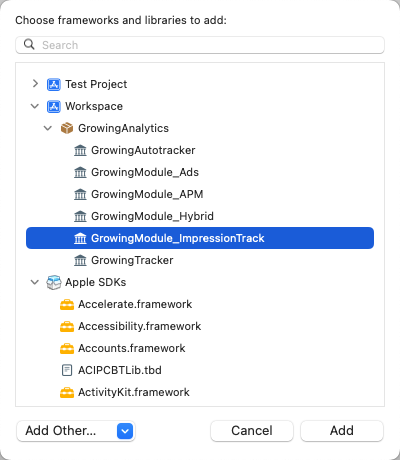 Choose frameworks and libraries to add:
Search
Test Project
Workspace
GrowingAnalytics
GrowingAutotracker
GrowingModule_Ads
GrowingModule_APM
GrowingModule_Hybrid
GrowingModule_ImpressionTrack
GrowingTracker
Apple SDKs
Accelerate.framework
Accessibility.framework
Accounts.framework
ACIPCBTLib.tbd
ActivityKit.framework
Add Other... Cancel Add